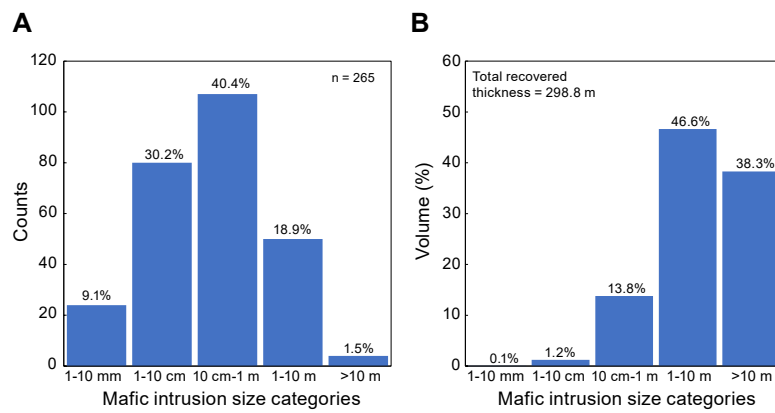 A
120
100
80
60
40
20
0
Counts
n = 265
9.1%
30.2%
40.4%
18.9%
1.5%
1-10 mm
1-10 cm
10 cm-1 m
1-10 m
>10 m
Mafic intrusion size categories
B
60
50
40
30
20
10
0
Volume (%)
Total recovered
thickness = 298.8 m
0.1%
1.2%
13.8%
46.6%
38.3%
1-10 mm
1-10 cm
10 cm-1 m
1-10 m
>10 m
Mafic intrusion size categories